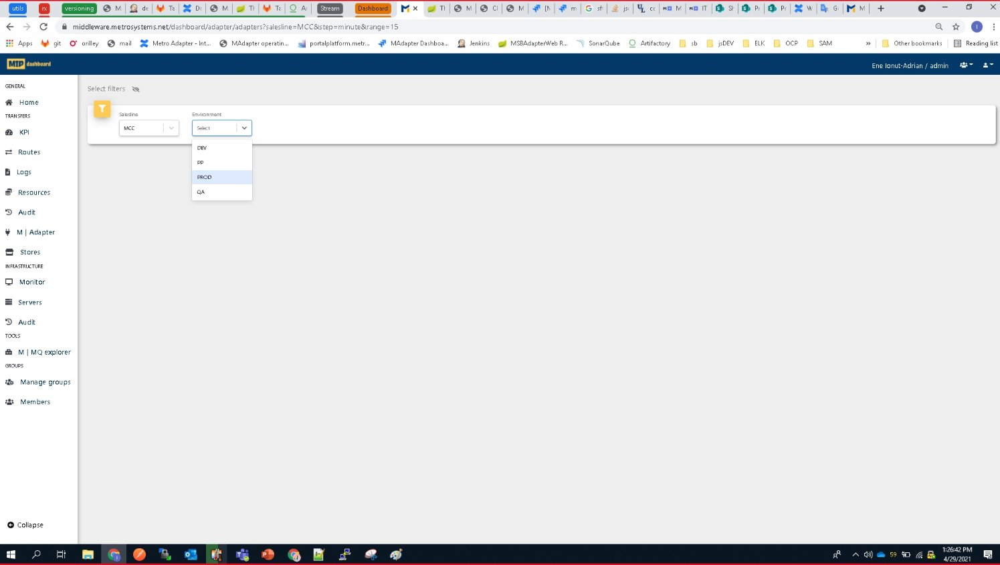 utils rx versioning M. de Ta Da M. Tl Ta Ar Stream Dashboard Tl M Cl M [N m sfl jso cc M IT Sh Pr Pr W G M
middleware.metrosystems.net/dashboard/adapter/adapters?salesline=MCC&step=minute&range=15
Apps git orilley mail Metro Adapter - Int... MAdapter operatin... portalplatform.metr... MAdapter Dashboa... Jenkins MSBAdapterWeb R... SonarQube Artifactory sb jsDEV ELK OCP SAM » Other bookmarks Reading list
MIP dashboard
Ene Ionut-Adrian / admin
GENERAL
Home
TRANSFERS
KPI
Routes
Logs
Resources
Audit
M | Adapter
Stores
INFRASTRUCTURE
Monitor
Servers
Audit
TOOLS
M | MQ explorer
GROUPS
Manage groups
Members
Collapse
Select filters
Salesline
MCC
Environment
Select
DEV
PP
PROD
QA
59
1:26:42 PM
4/29/2021